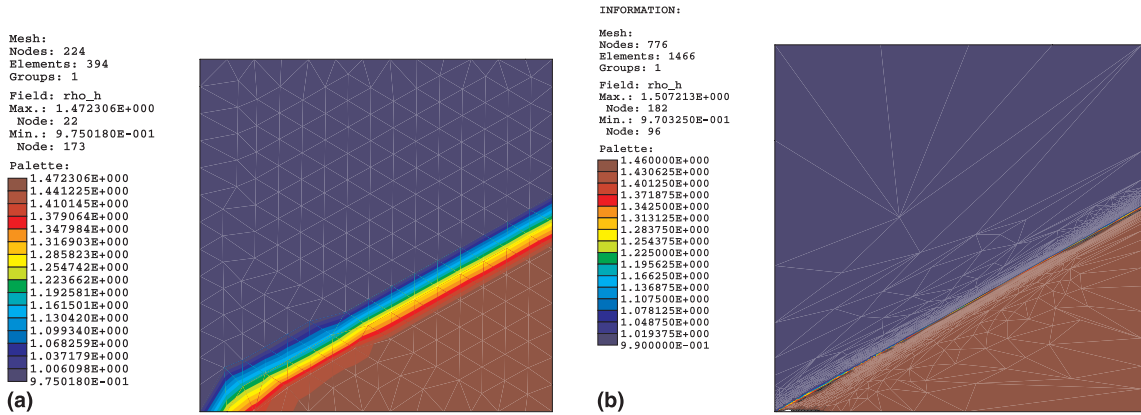 Mesh:
Nodes: 224
Elements: 394
Groups: 1
Field: rho_h
Max.: 1.472306E+000
Node: 22
Min.: 9.750180E-001
Node: 173
Palette:
1.472306E+000
1.441225E+000
1.410145E+000
1.379064E+000
1.347984E+000
1.316903E+000
1.285823E+000
1.254742E+000
1.223662E+000
1.192581E+000
1.161501E+000
1.130420E+000
1.099340E+000
1.068259E+000
1.037179E+000
1.006098E+000
9.750180E-001
(a)
INFORMATION:
Mesh:
Nodes: 776
Elements: 1466
Groups: 1
Field: rho_h
Max.: 1.507213E+000
Node: 182
Min.: 9.703250E-001
Node: 96
Palette:
1.460000E+000
1.430625E+000
1.401250E+000
1.371875E+000
1.342500E+000
1.313125E+000
1.283750E+000
1.254375E+000
1.225000E+000
1.195625E+000
1.166250E+000
1.136875E+000
1.107500E+000
1.078125E+000
1.048750E+000
1.019375E+000
9.900000E-001
(b)